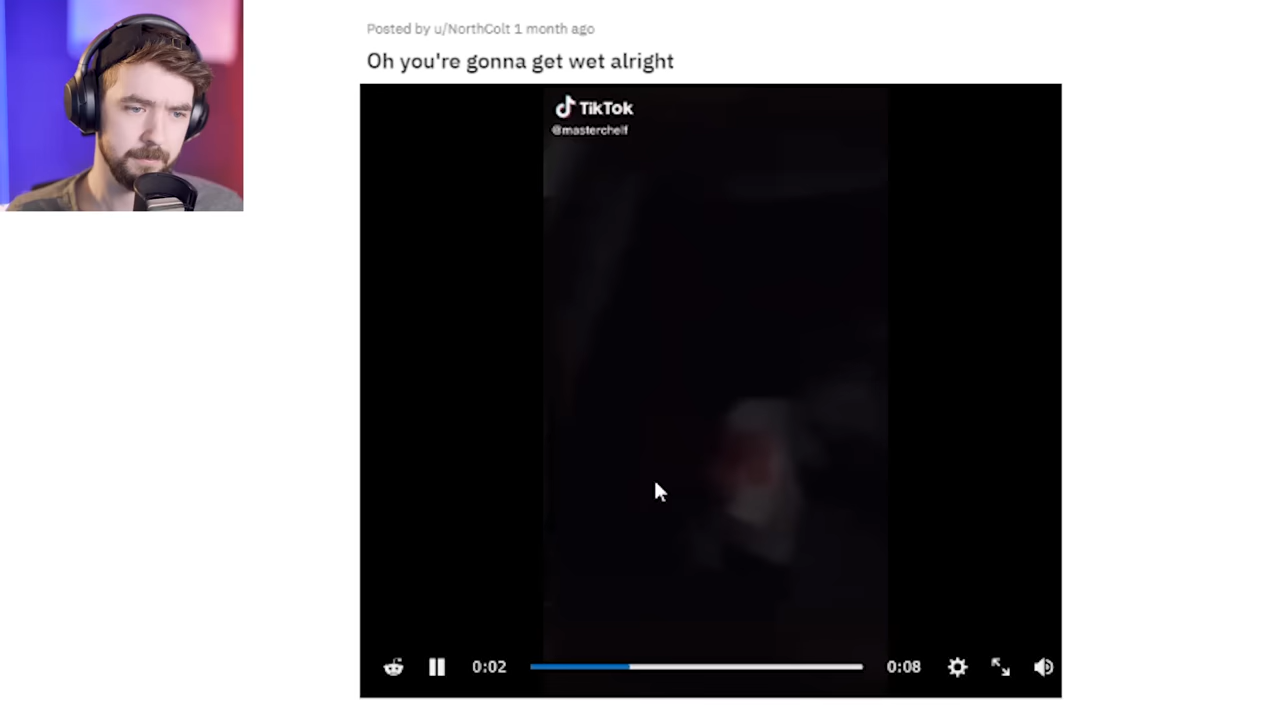 Posted by u/NorthColt 1 month ago
Oh you're gonna get wet alright
TikTok
@masterchelf
0:02
0:08